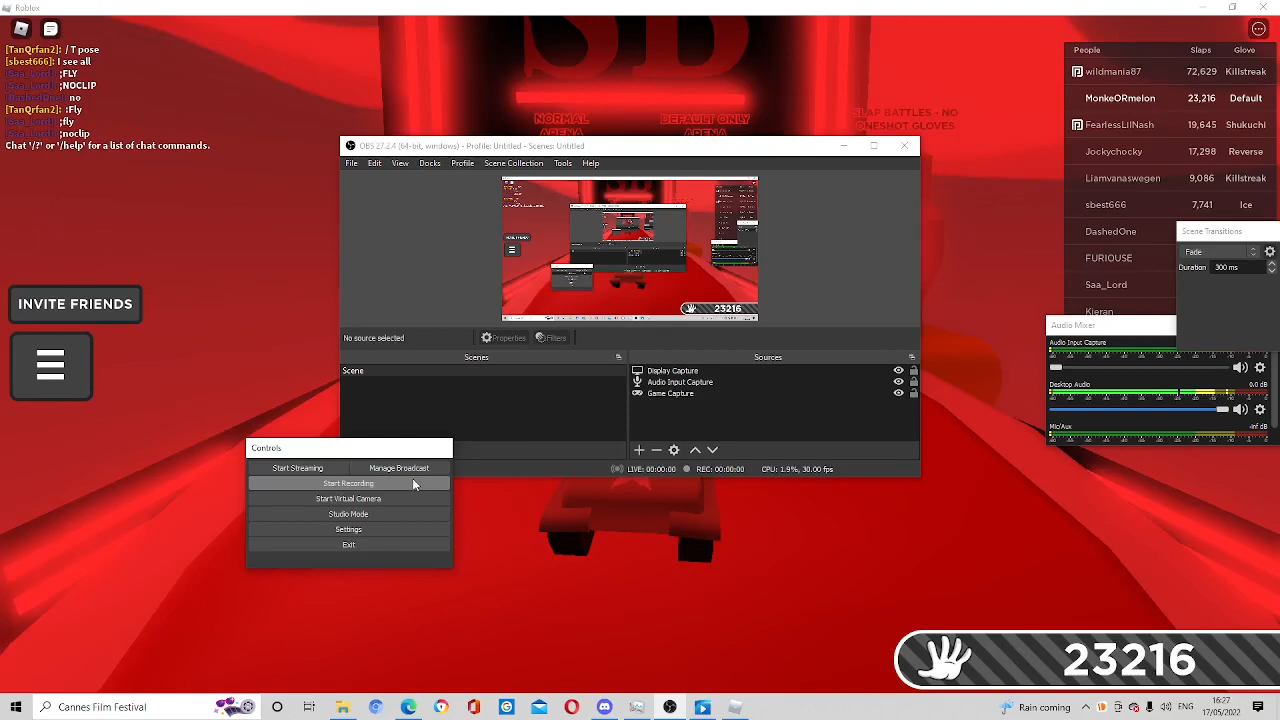 Roblox
[TanQrfan2]: / T pose
[sbest666]: I see all
[Saa_Lord]: ;FLY
[Saa_Lord]: ;NOCLIP
[DashedOne]: no
[TanQrfan2]: :Fly
[Saa_Lord]: ;fly
[Saa_Lord]: ;noclip
Chat '/?' or '/help' for a list of chat commands.
INVITE FRIENDS
SD
NORMAL
ARENA
DEFAULT ONLY
ARENA
SLAP BATTLES - NO
ONESHOT GLOVES
People Slaps Glove
wildmania87 72,629 Killstreak
MonkeORmelon 23,216 Default
FearlessLilNash 19,645 Shukuchi
Jockychocky 17,298 Reverse
Liamvanaswegen 9,086 Killstreak
sbest666 7,741 Ice
DashedOne
FURIOUSE
Saa_Lord
Kieran
OBS 27.2.4 (64-bit, windows) - Profile: Untitled - Scenes: Untitled
File Edit View Docks Profile Scene Collection Tools Help
23216
No source selected Properties Filters
Scenes Sources
Scene
Display Capture
Audio Input Capture
Game Capture
LIVE: 00:00:00 REC: 00:00:00 CPU: 1.9%, 30.00 fps
Controls
Start Streaming Manage Broadcast
Start Recording
Start Virtual Camera
Studio Mode
Settings
Exit
Scene Transitions
Fade
Duration 300 ms
Audio Mixer
Audio Input Capture
Desktop Audio 0.0 dB
Mic/Aux -inf dB
23216
Cannes Film Festival
Rain coming
16:27
17/05/2022